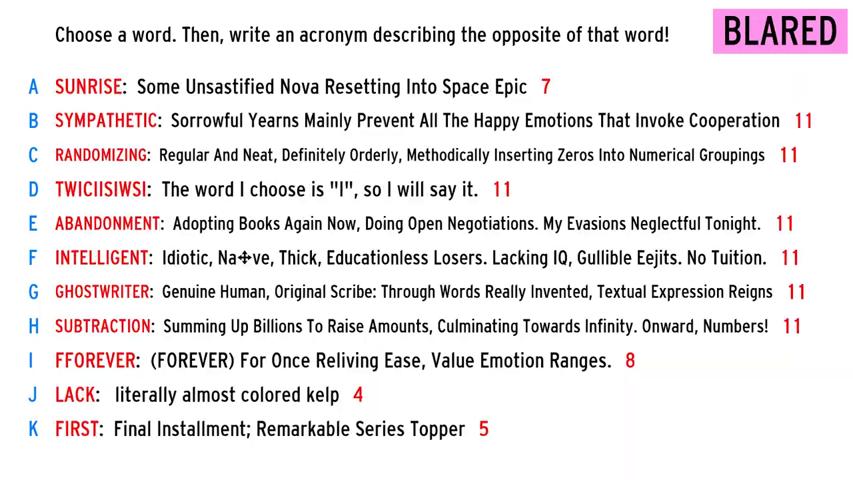 Choose a word. Then, write an acronym describing the opposite of that word!
BLARED
A SUNRISE: Some Unsastified Nova Resetting Into Space Epic 7
B SYMPATHETIC: Sorrowful Yearns Mainly Prevent All The Happy Emotions That Invoke Cooperation 11
C RANDOMIZING: Regular And Neat, Definitely Orderly, Methodically Inserting Zeros Into Numerical Groupings 11
D TWICIISIWSI: The word I choose is "I", so I will say it. 11
E ABANDONMENT: Adopting Books Again Now, Doing Open Negotiations. My Evasions Neglectful Tonight. 11
F INTELLIGENT: Idiotic, Na✢ve, Thick, Educationless Losers. Lacking IQ, Gullible Eejits. No Tuition. 11
G GHOSTWRITER: Genuine Human, Original Scribe: Through Words Really Invented, Textual Expression Reigns 11
H SUBTRACTION: Summing Up Billions To Raise Amounts, Culminating Towards Infinity. Onward, Numbers! 11
I FFOREVER: (FOREVER) For Once Reliving Ease, Value Emotion Ranges. 8
J LACK: literally almost colored kelp 4
K FIRST: Final Installment; Remarkable Series Topper 5